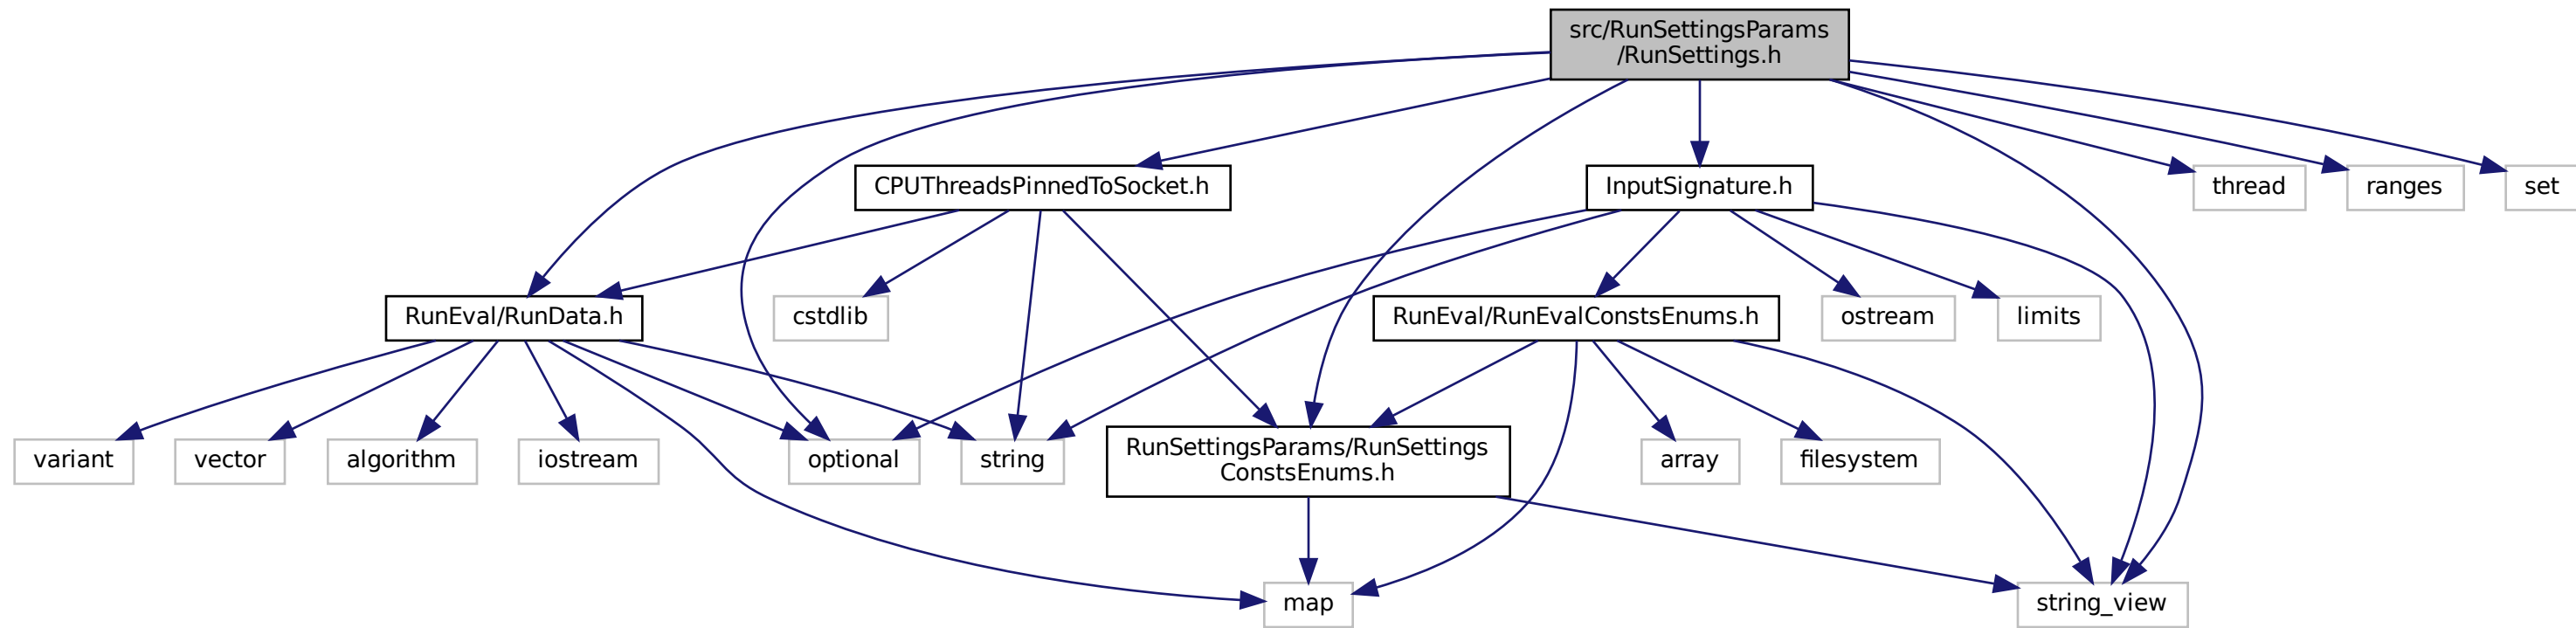 src/RunSettingsParams
/RunSettings.h
CPUThreadsPinnedToSocket.h
InputSignature.h
thread
ranges
set
RunEval/RunData.h
cstdlib
RunEval/RunEvalConstsEnums.h
ostream
limits
variant
vector
algorithm
iostream
optional
string
RunSettingsParams/RunSettings
ConstsEnums.h
array
filesystem
map
string_view